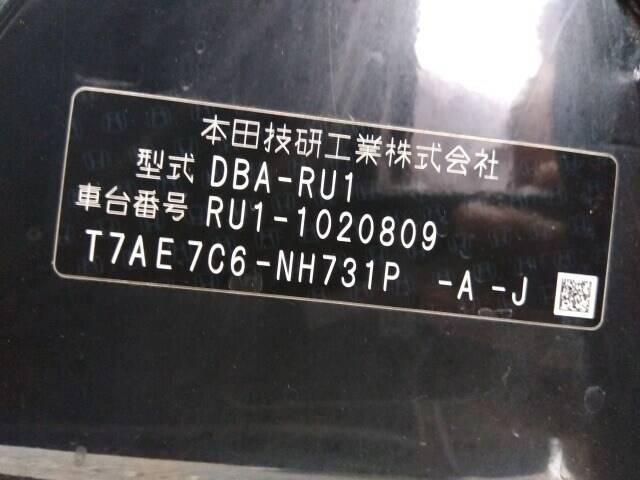 本田技研工業株式会社
型式 DBA-RU1
車台番号 RU1-1020809
T7AE 7C6-NH731P -A -J